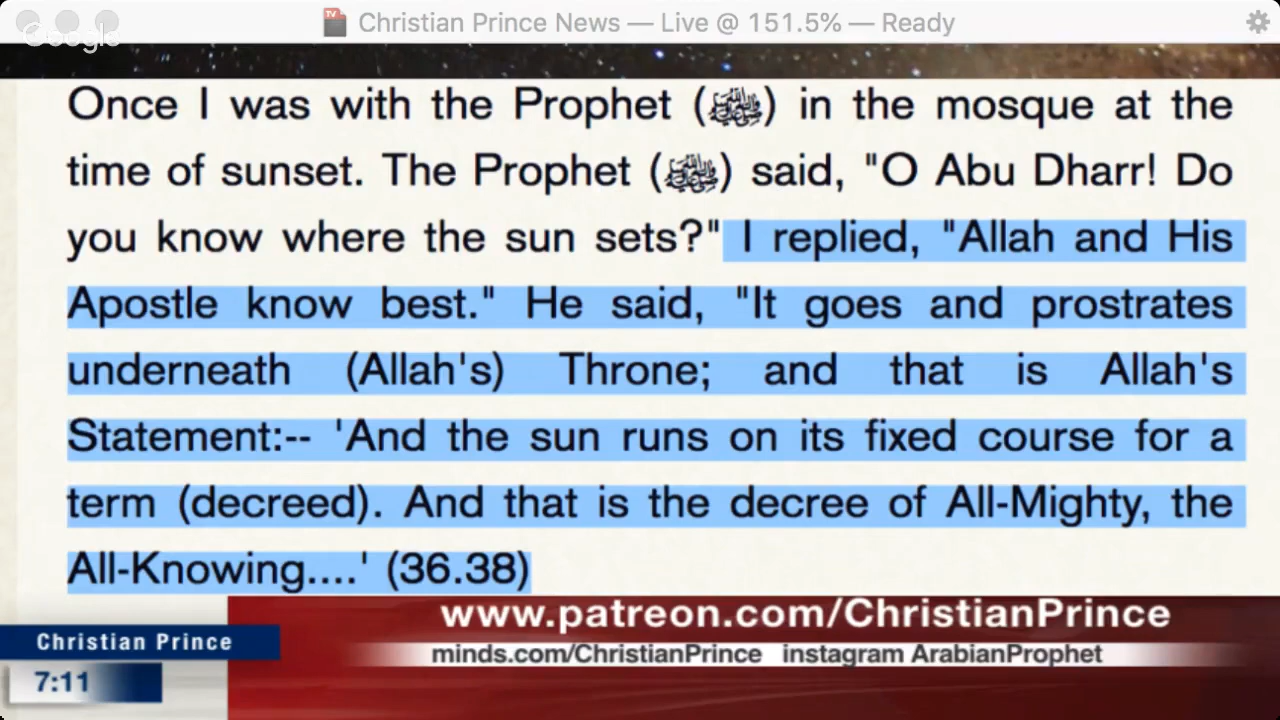 TV Christian Prince News — Live @ 151.5% — Ready
Google
Once I was with the Prophet (ﷺ) in the mosque at the
time of sunset. The Prophet (ﷺ) said, "O Abu Dharr! Do
you know where the sun sets?" I replied, "Allah and His
Apostle know best." He said, "It goes and prostrates
underneath (Allah's) Throne; and that is Allah's
Statement:-- 'And the sun runs on its fixed course for a
term (decreed). And that is the decree of All-Mighty, the
All-Knowing....' (36.38)
www.patreon.com/ChristianPrince
Christian Prince
minds.com/ChristianPrince instagram ArabianProphet
7:11